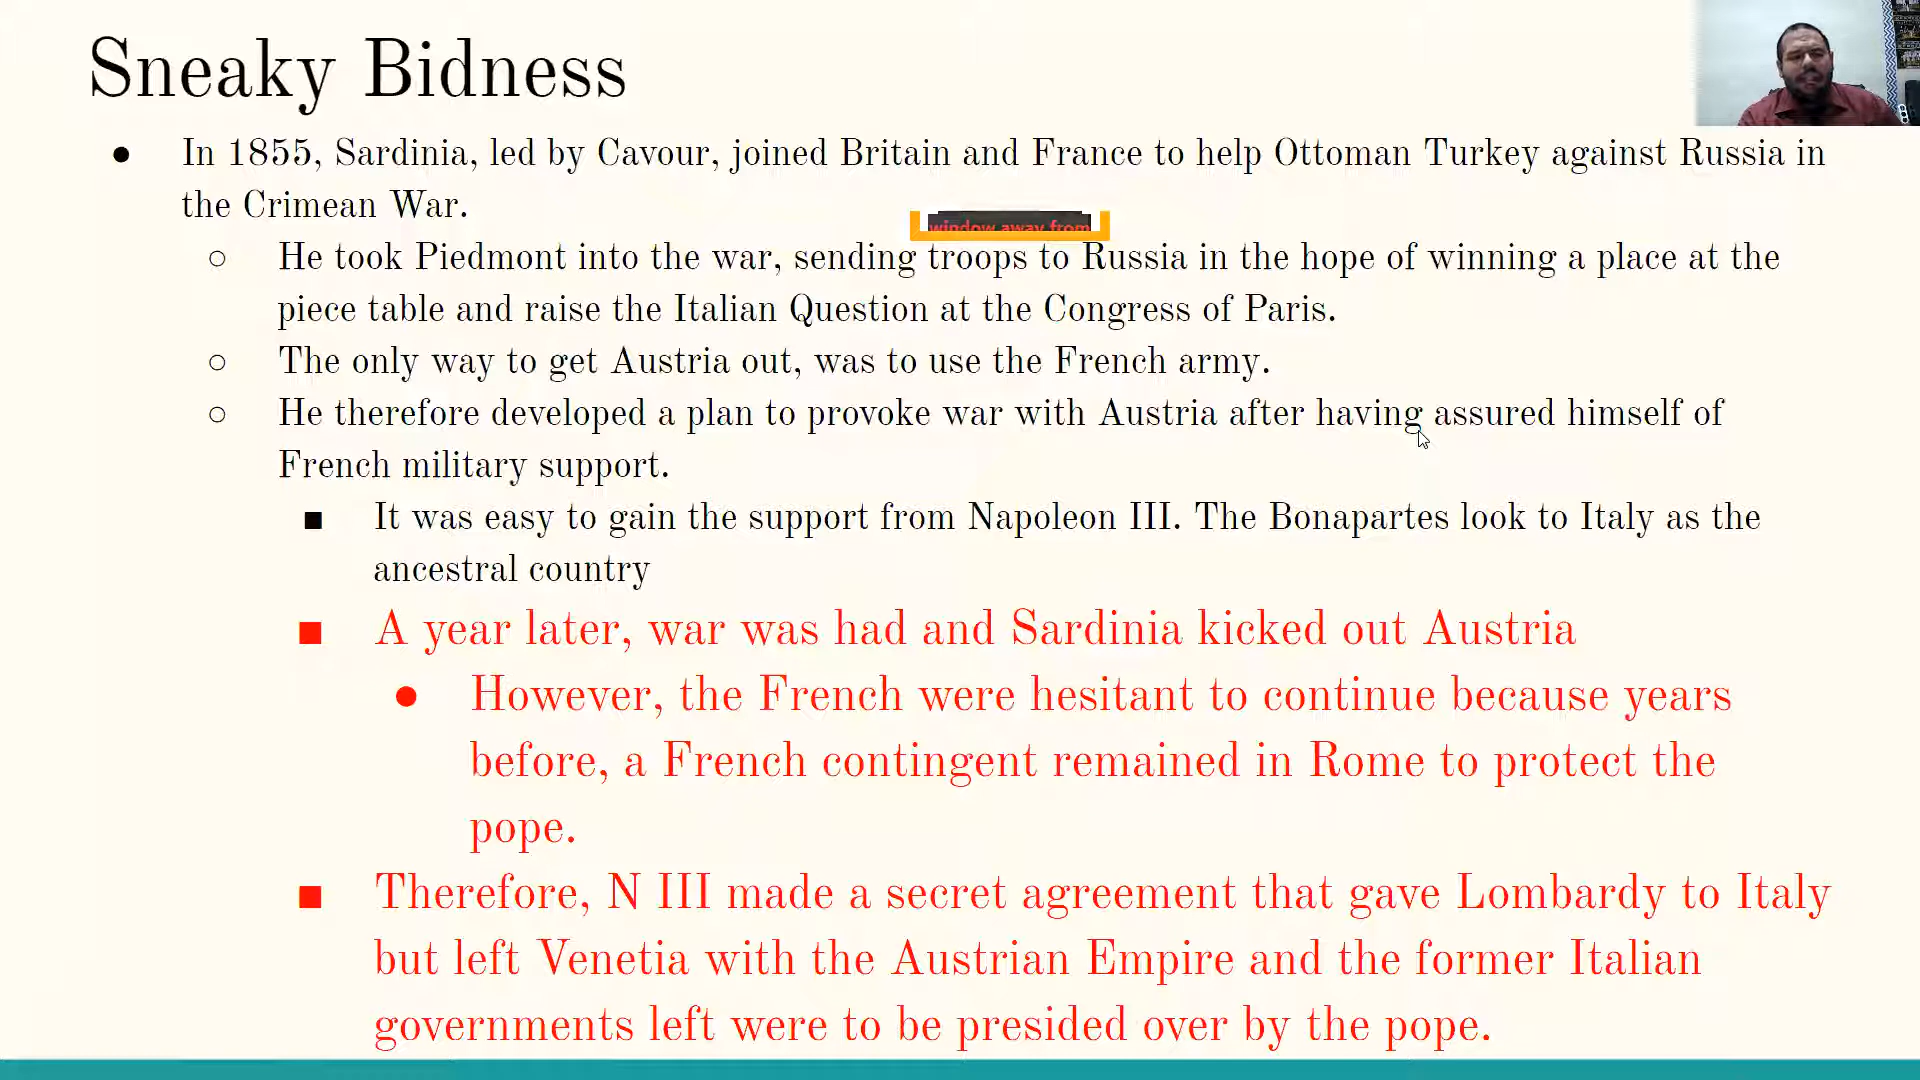 Sneaky Bidness
● In 1855, Sardinia, led by Cavour, joined Britain and France to help Ottoman Turkey against Russia in
the Crimean War.
window away from
○ He took Piedmont into the war, sending troops to Russia in the hope of winning a place at the
piece table and raise the Italian Question at the Congress of Paris.
○ The only way to get Austria out, was to use the French army.
○ He therefore developed a plan to provoke war with Austria after having assured himself of
French military support.
■ It was easy to gain the support from Napoleon III. The Bonapartes look to Italy as the
ancestral country
■ A year later, war was had and Sardinia kicked out Austria
● However, the French were hesitant to continue because years
before, a French contingent remained in Rome to protect the
pope.
■ Therefore, N III made a secret agreement that gave Lombardy to Italy
but left Venetia with the Austrian Empire and the former Italian
governments left were to be presided over by the pope.